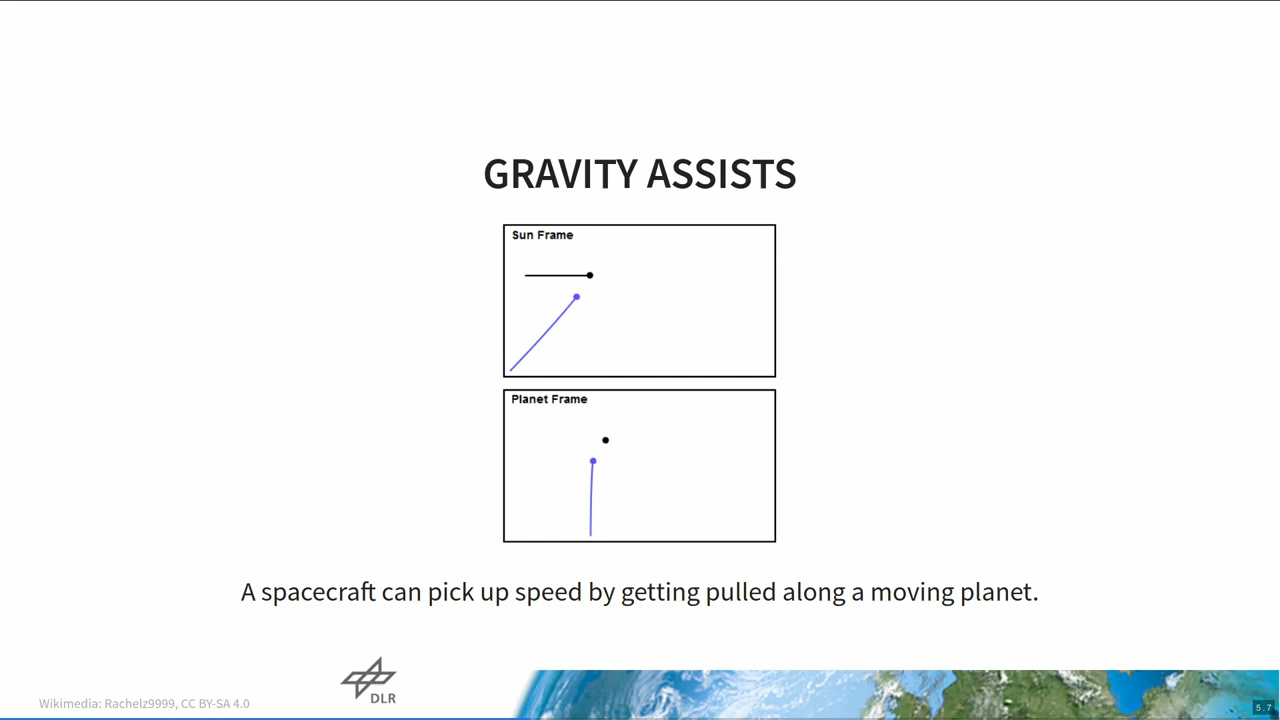 GRAVITY ASSISTS
Sun Frame
Planet Frame
A spacecraft can pick up speed by getting pulled along a moving planet.
DLR
Wikimedia: Rachelz9999, CC BY-SA 4.0
5.7